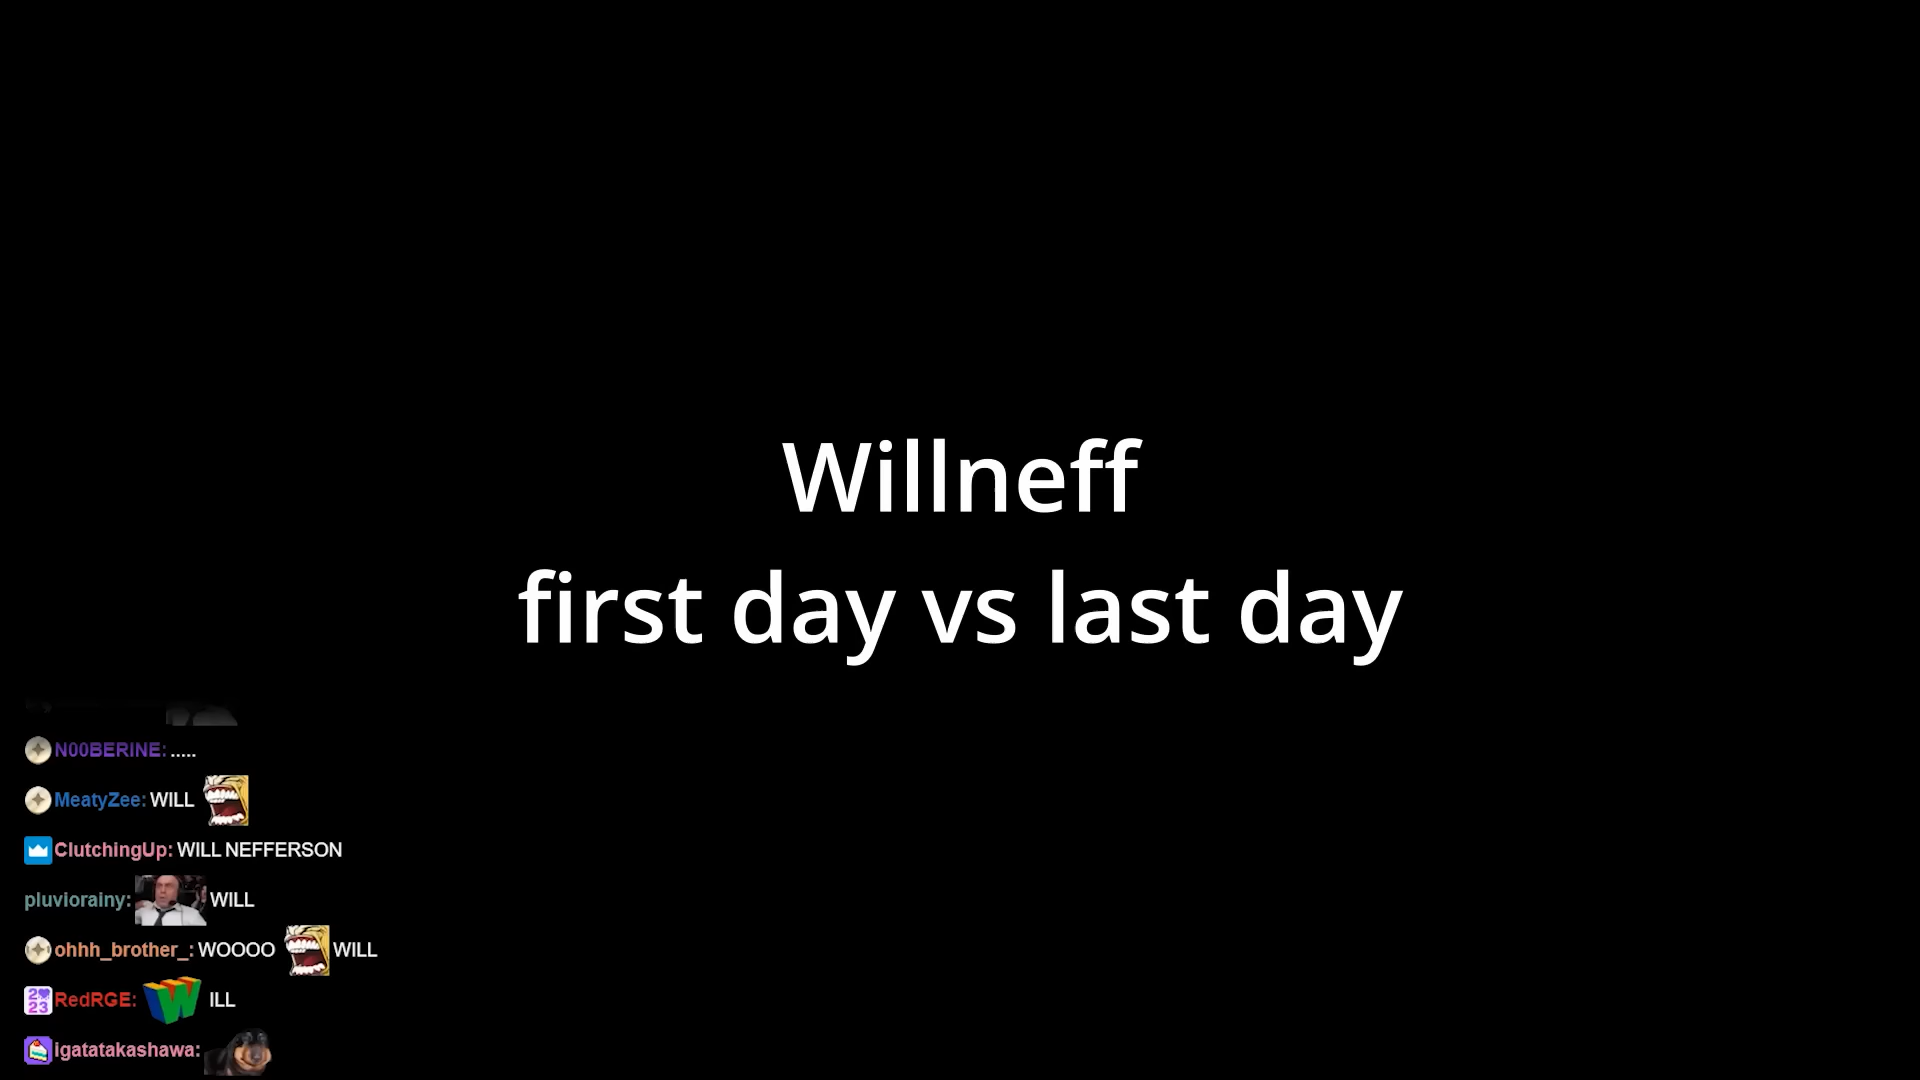 Willneff
first day vs last day
N00BERINE: .....
MeatyZee: WILL
ClutchingUp: WILL NEFFERSON
pluviorainy: WILL
ohhh_brother_: WOOOO WILL
2023 RedRGE: W ILL
igatatakashawa: